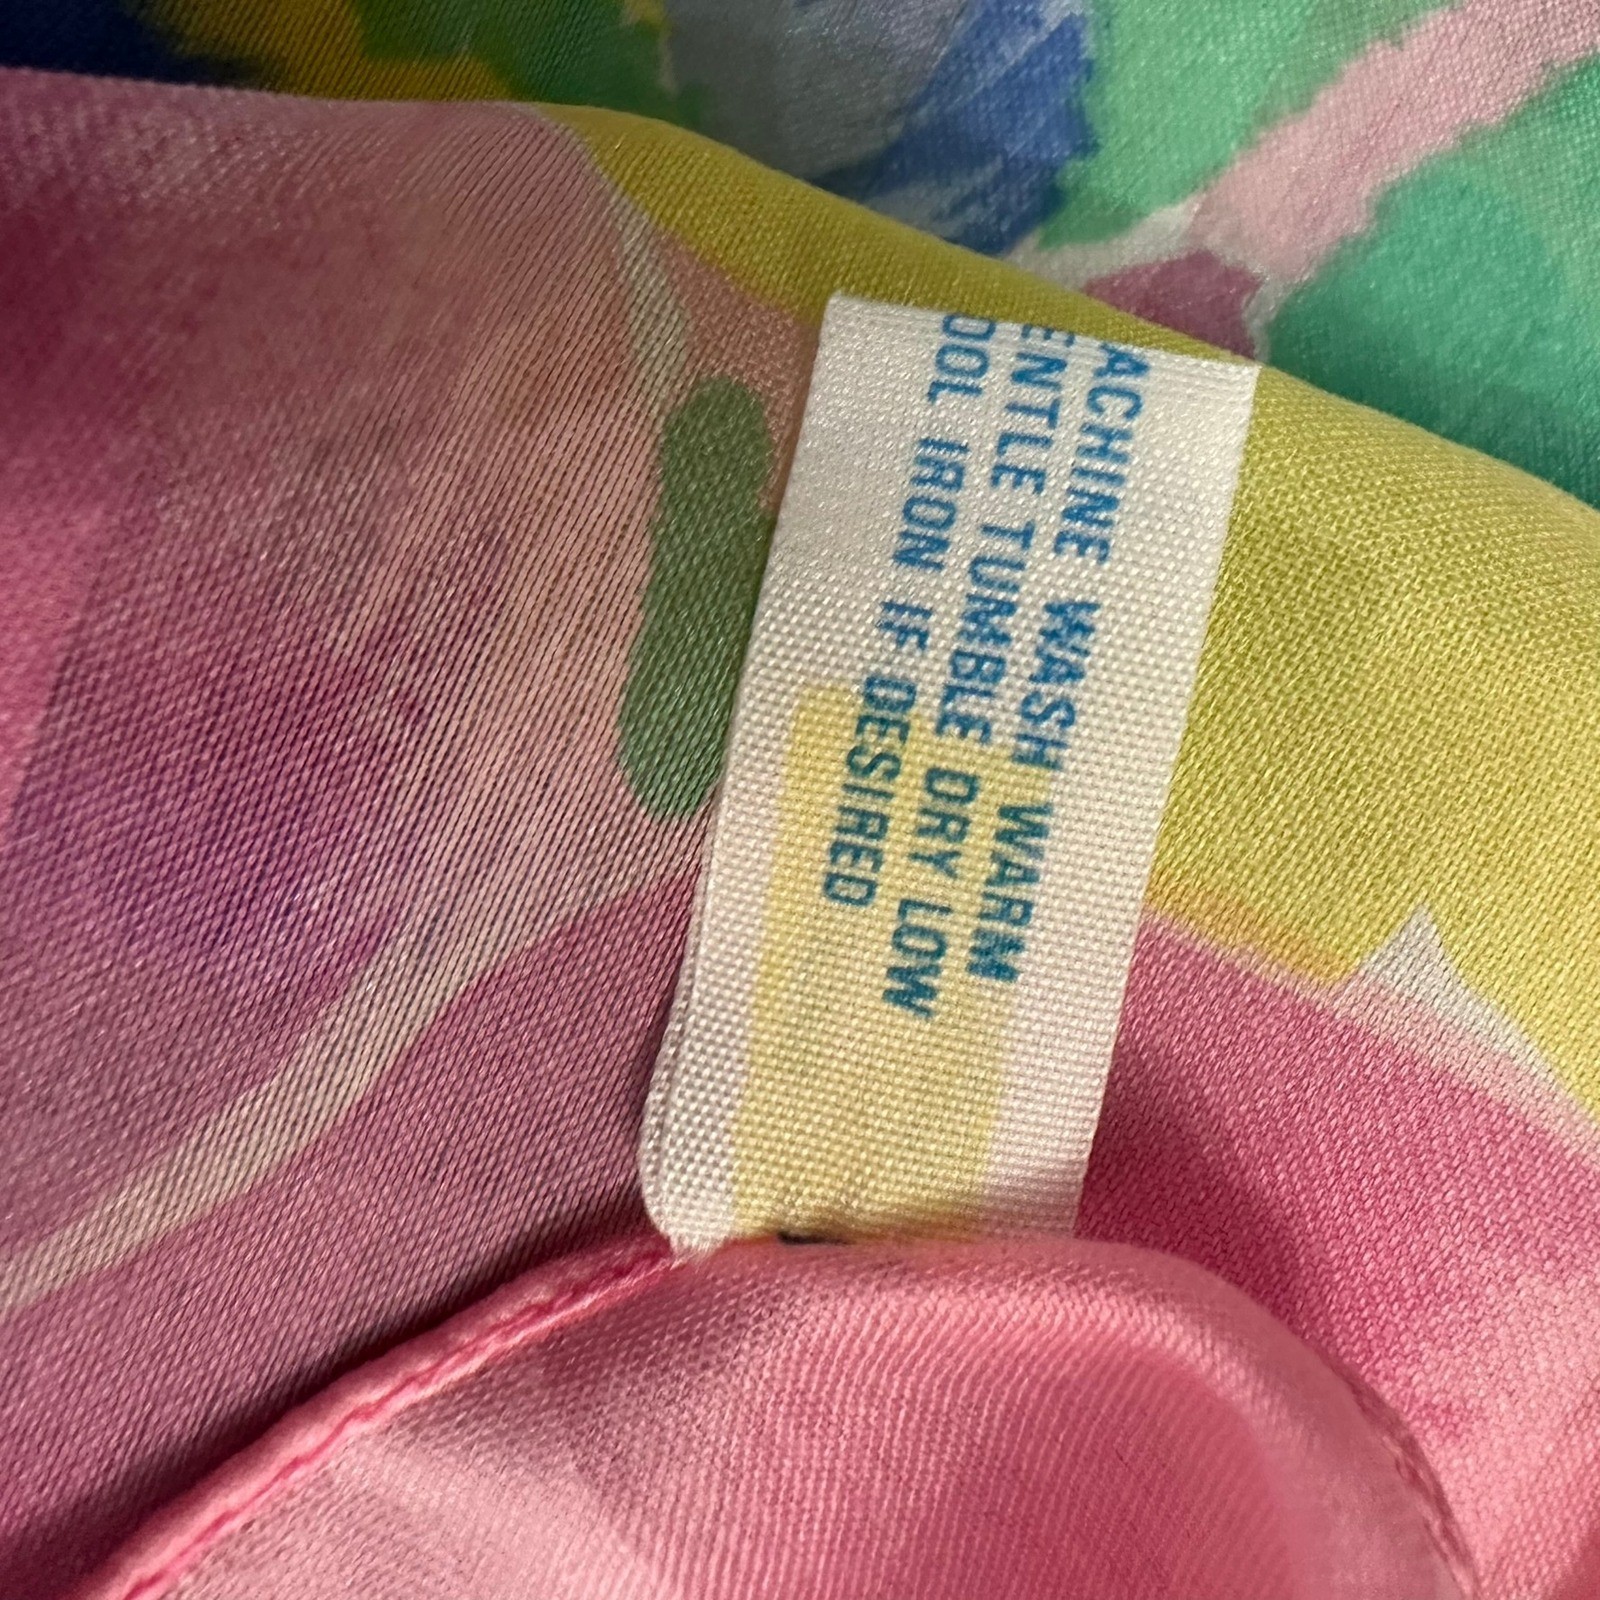 ACHINE WASH WARM
ENTLE TUMBLE DRY LOW
OOL IRON IF DESIRED